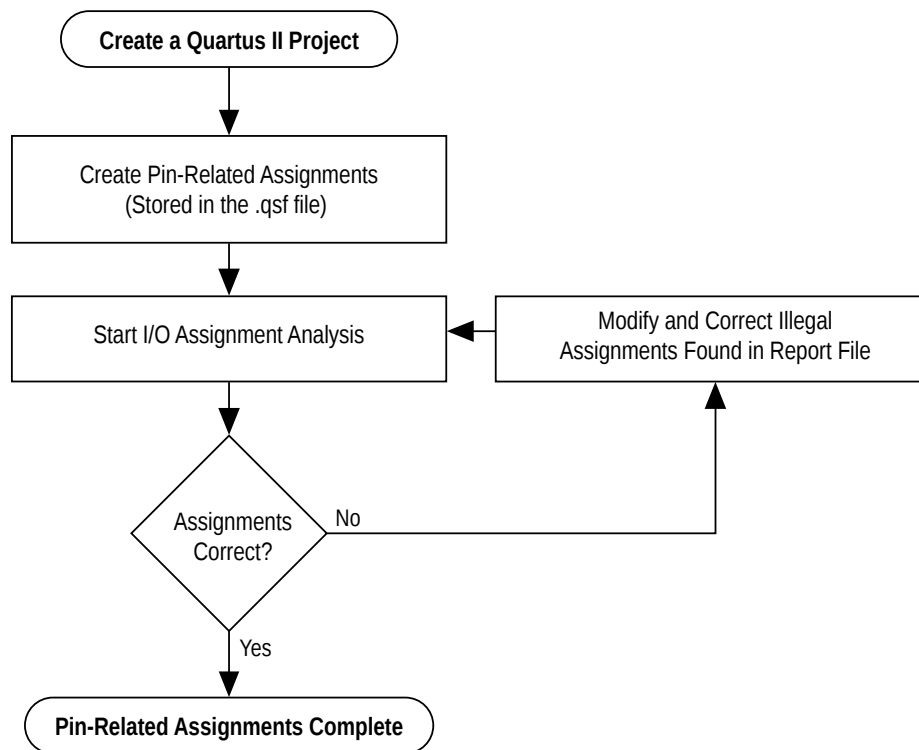 Create a Quartus II Project
Create Pin-Related Assignments
(Stored in the .qsf file)
Start I/O Assignment Analysis
Modify and Correct Illegal
Assignments Found in Report File
Assignments
Correct?
No
Yes
Pin-Related Assignments Complete